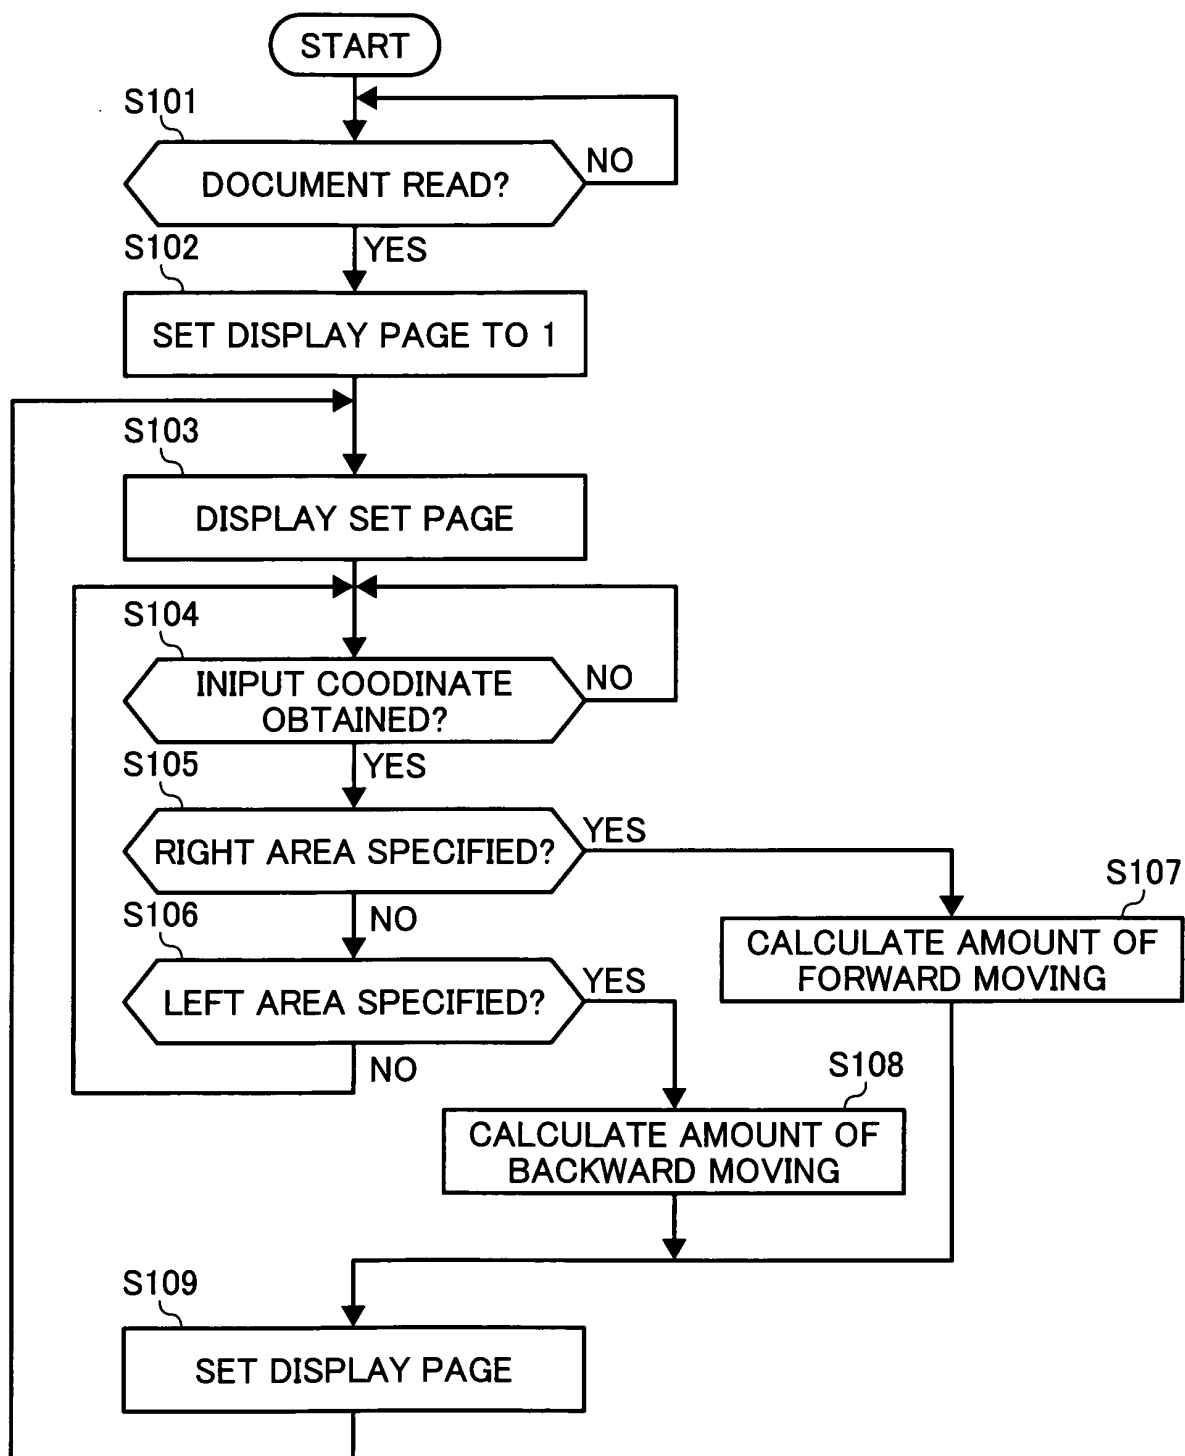 START
S101
DOCUMENT READ?
NO
YES
S102
SET DISPLAY PAGE TO 1
S103
DISPLAY SET PAGE
S104
INIPUT COODINATE
OBTAINED?
NO
YES
S105
RIGHT AREA SPECIFIED?
YES
NO
S107
CALCULATE AMOUNT OF
FORWARD MOVING
S106
LEFT AREA SPECIFIED?
YES
NO
S108
CALCULATE AMOUNT OF
BACKWARD MOVING
S109
SET DISPLAY PAGE